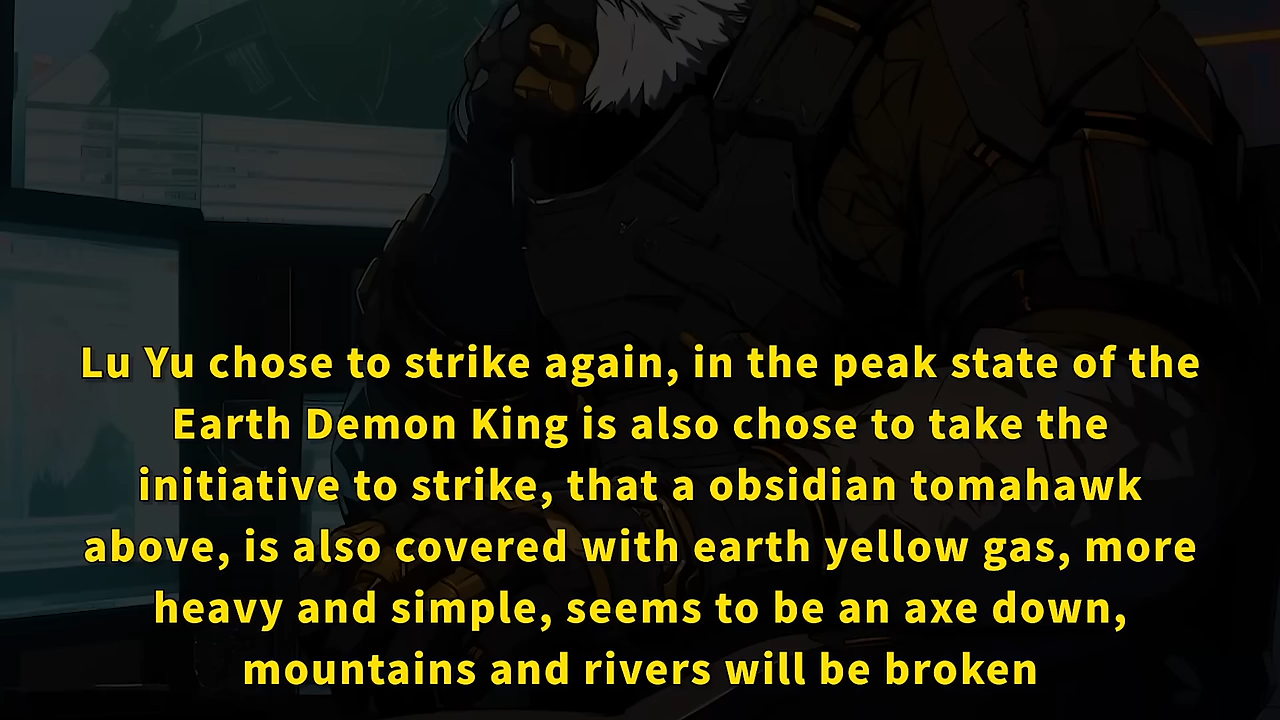 Lu Yu chose to strike again, in the peak state of the
Earth Demon King is also chose to take the
initiative to strike, that a obsidian tomahawk
above, is also covered with earth yellow gas, more
heavy and simple, seems to be an axe down,
mountains and rivers will be broken